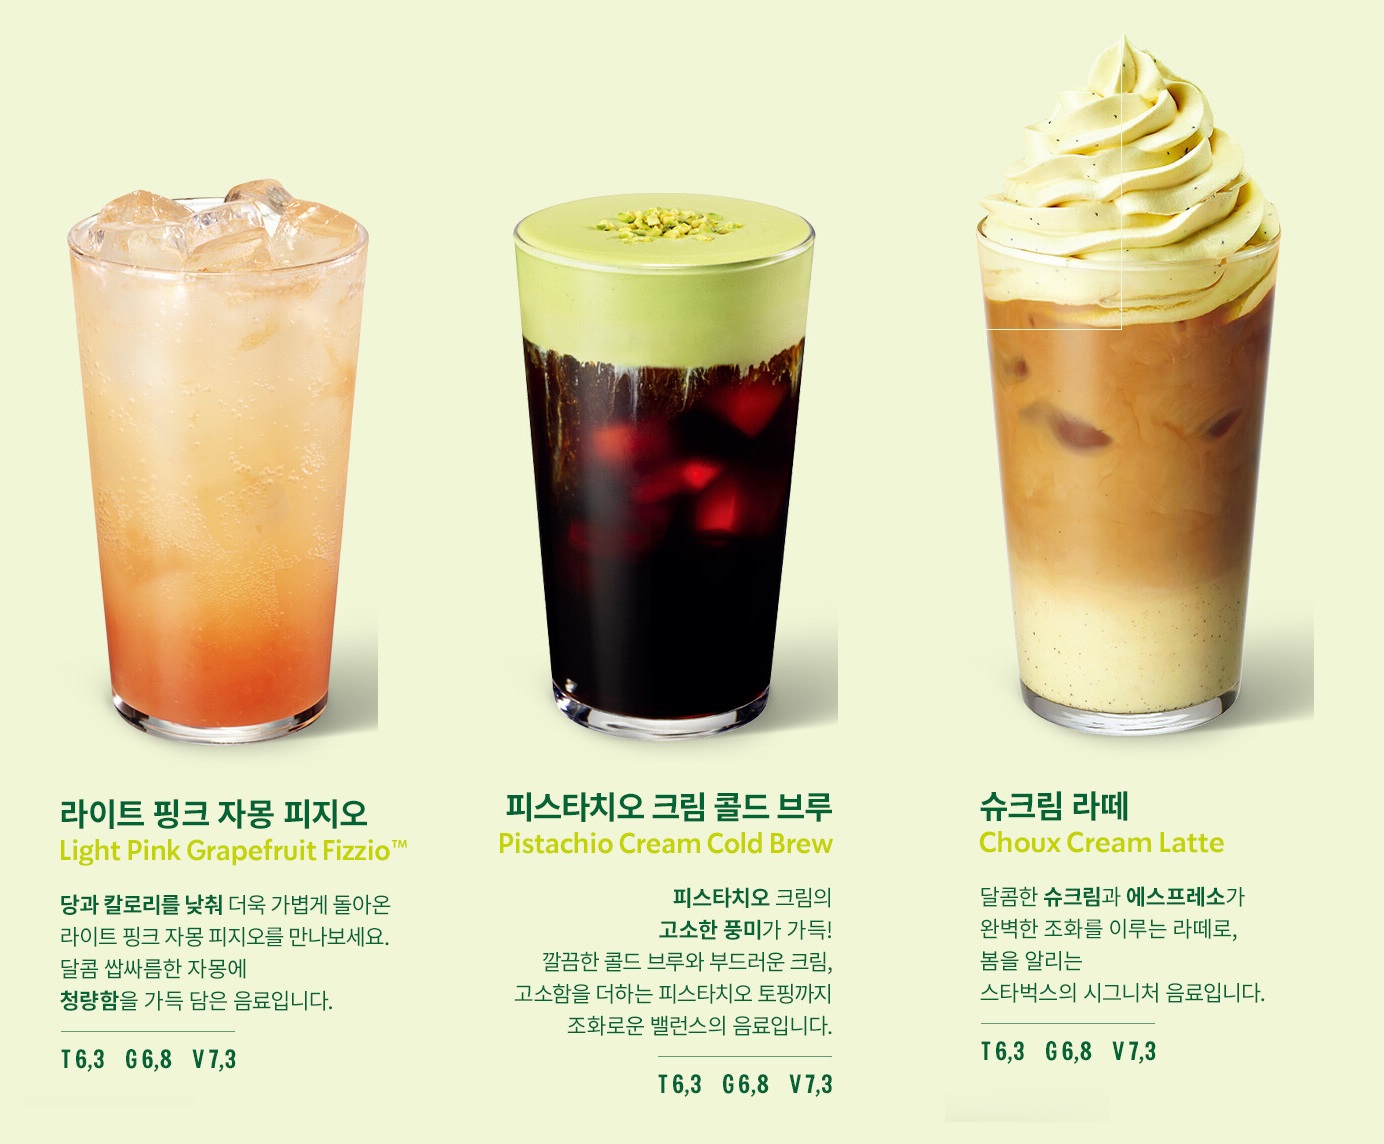 라이트 핑크 자몽 피지오
Light Pink Grapefruit Fizzio™
당과 칼로리를 낮춰 더욱 가볍게 돌아온
라이트 핑크 자몽 피지오를 만나보세요.
달콤 쌉싸름한 자몽에
청량함을 가득 담은 음료입니다.
T 6,3 G 6,8 V 7,3
피스타치오 크림 콜드 브루
Pistachio Cream Cold Brew
피스타치오 크림의
고소한 풍미가 가득!
깔끔한 콜드 브루와 부드러운 크림,
고소함을 더하는 피스타치오 토핑까지
조화로운 밸런스의 음료입니다.
T 6,3 G 6,8 V 7,3
슈크림 라떼
Choux Cream Latte
달콤한 슈크림과 에스프레소가
완벽한 조화를 이루는 라떼로,
봄을 알리는
스타벅스의 시그니처 음료입니다.
T 6,3 G 6,8 V 7,3